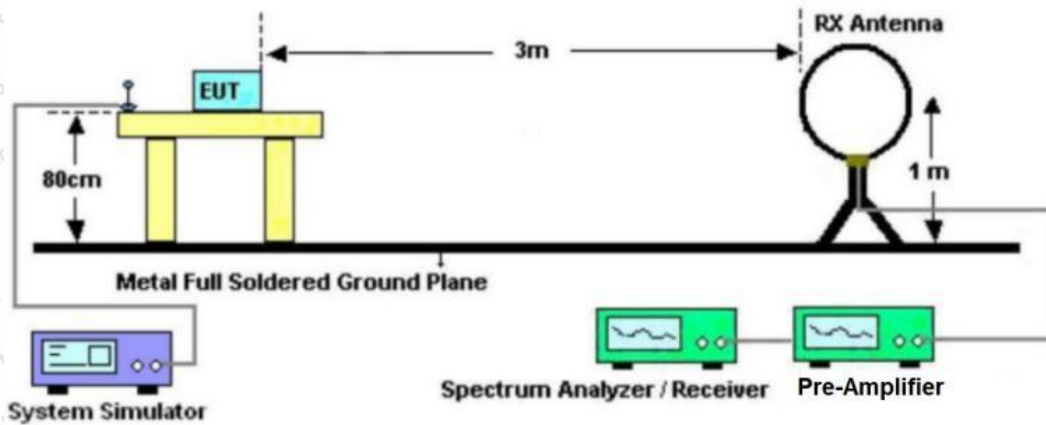 RX Antenna
3m
EUT
80cm
1 m
Metal Full Soldered Ground Plane
Spectrum Analyzer / Receiver
Pre-Amplifier
System Simulator